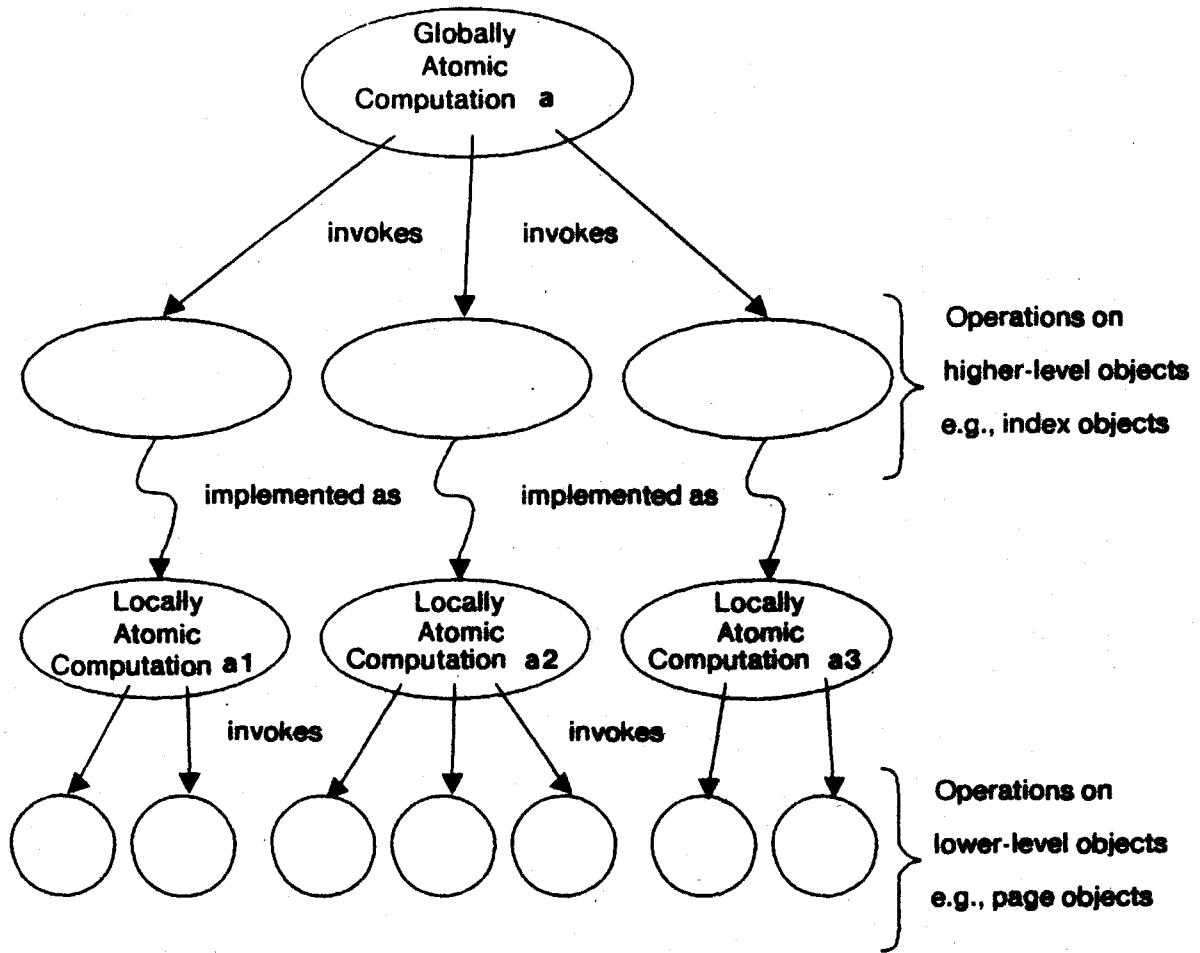 Globally
Atomic
Computation a
invokes
invokes
Operations on
higher-level objects
e.g., index objects
implemented as
implemented as
Locally
Atomic
Computation a1
Locally
Atomic
Computation a2
Locally
Atomic
Computation a3
invokes
invokes
Operations on
lower-level objects
e.g., page objects